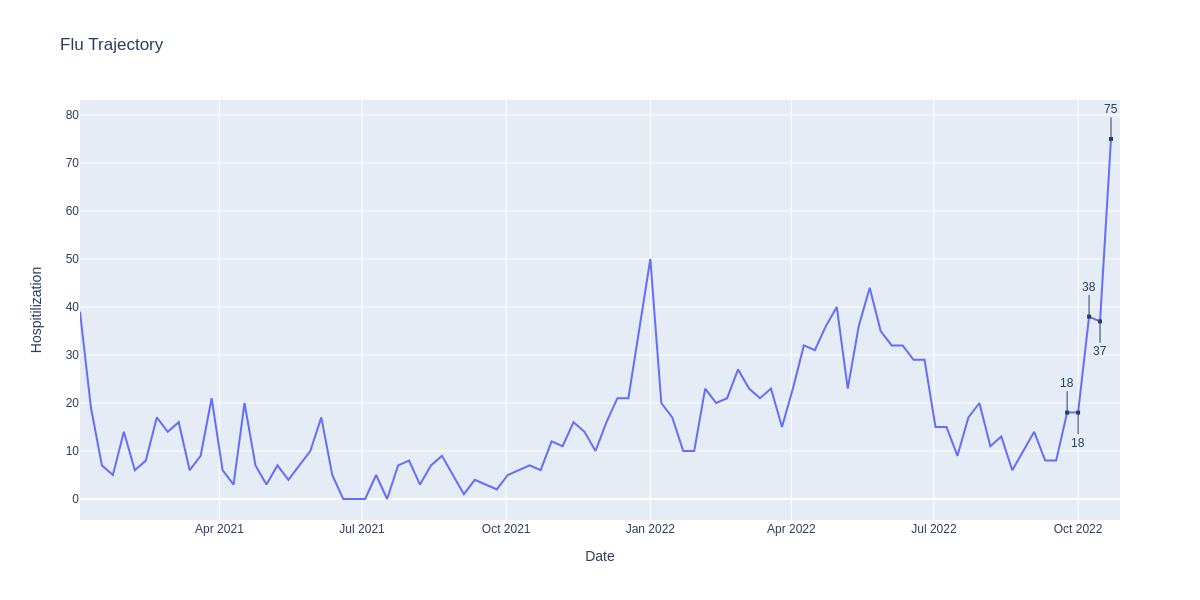 Flu Trajectory
75
80
70
60
50
40
38
37
30
20
18
18
10
0
Hospitilization
Apr 2021
Jul 2021
Oct 2021
Jan 2022
Apr 2022
Jul 2022
Oct 2022
Date